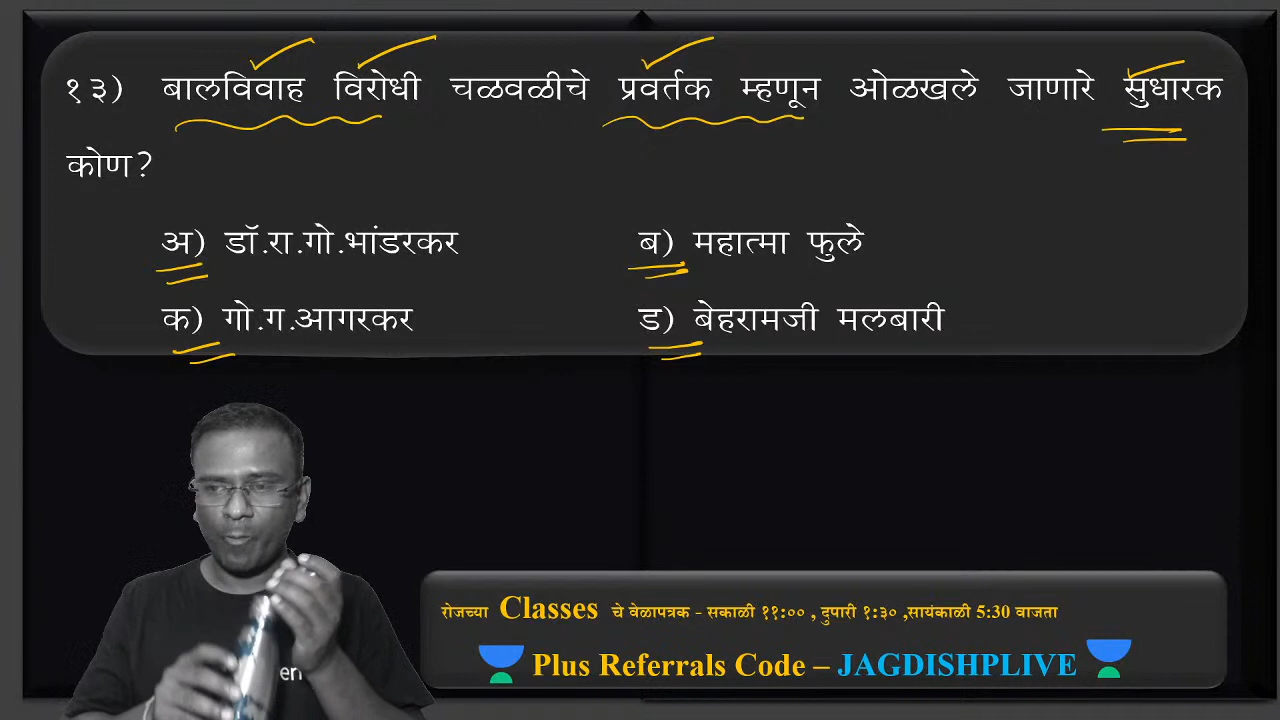 १३) बालविवाह विरोधी चळवळीचे प्रवर्तक म्हणून ओळखले जाणारे सुधारक
कोण?
अ) डॉ.रा.गो.भांडरकर ब) महात्मा फुले
क) गो.ग.आगरकर ड) बेहरामजी मलबारी
रोजच्या Classes चे वेळापत्रक - सकाळी ११:०० , दुपारी १:३० ,सायंकाळी 5:30 वाजता
Plus Referrals Code – JAGDISHPLIVE
en